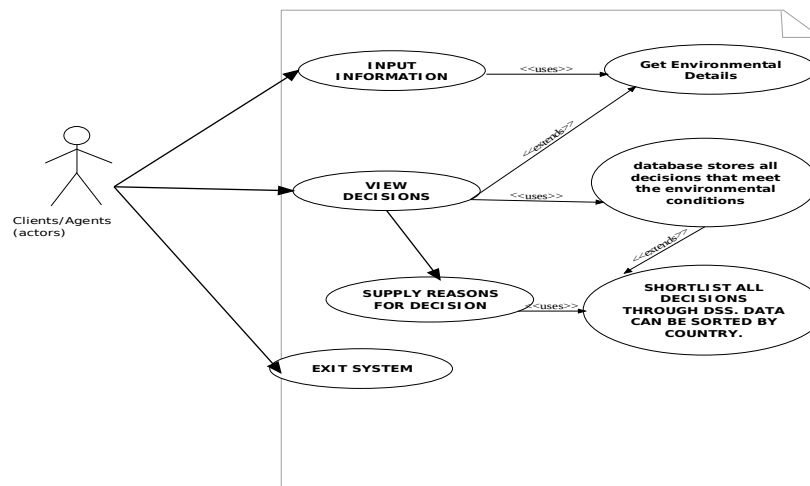 INPUT
INFORMATION
<<uses>>
Get Environmental
Details
<<extends>>
Clients/Agents
(actors)
VIEW
DECISIONS
<<uses>>
database stores all
decisions that meet
the environmental
conditions
<<extends>>
SUPPLY REASONS
FOR DECISION
<<uses>>
SHORTLIST ALL
DECISIONS
THROUGH DSS. DATA
CAN BE SORTED BY
COUNTRY.
EXIT SYSTEM